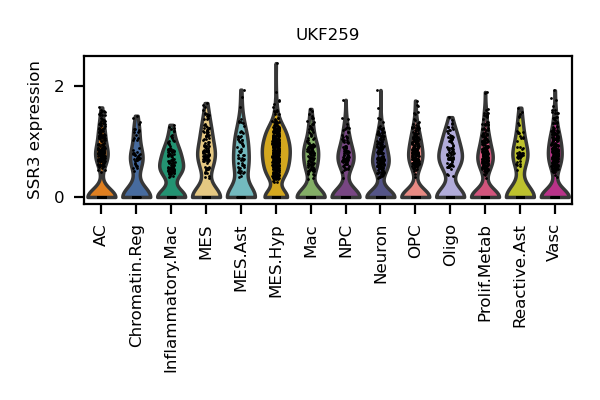 UKF259
SSR3 expression
2
0
AC
Chromatin.Reg
Inflammatory.Mac
MES
MES.Ast
MES.Hyp
Mac
NPC
Neuron
OPC
Oligo
Prolif.Metab
Reactive.Ast
Vasc